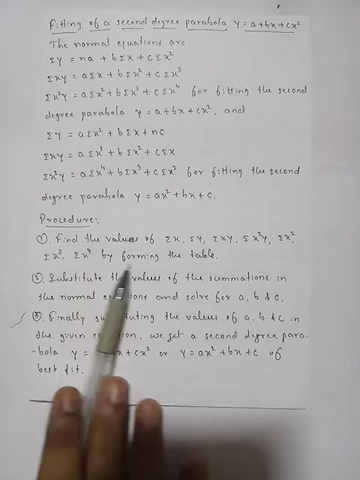 Fitting of a second degree parabola y=a+bx+cx²
The normal equations are
Σy = na + bΣx + cΣx²
Σxy = aΣx + bΣx² + cΣx³
Σx²y = aΣx² + bΣx³ + cΣx⁴ for fitting the second
degree parabola y=a+bx+cx², and
Σy = aΣx² + bΣx + nc
Σxy = aΣx³ + bΣx² + cΣx
Σx²y = aΣx⁴ + bΣx³ + cΣx² for fitting the second
degree parabola y=ax²+bx+c.
Procedure:
①. Find the values of Σx, Σy, Σxy, Σx²y, Σx²,
Σx³, Σx⁴ by forming the table.
②. Substitute the values of the summations in
the normal and solve for a, b & c.
③. Finally substituting the values of a, b & c in
the given, we get a second degree para-
-bola y = x+cx² or y=ax²+bx+c of
best fit.